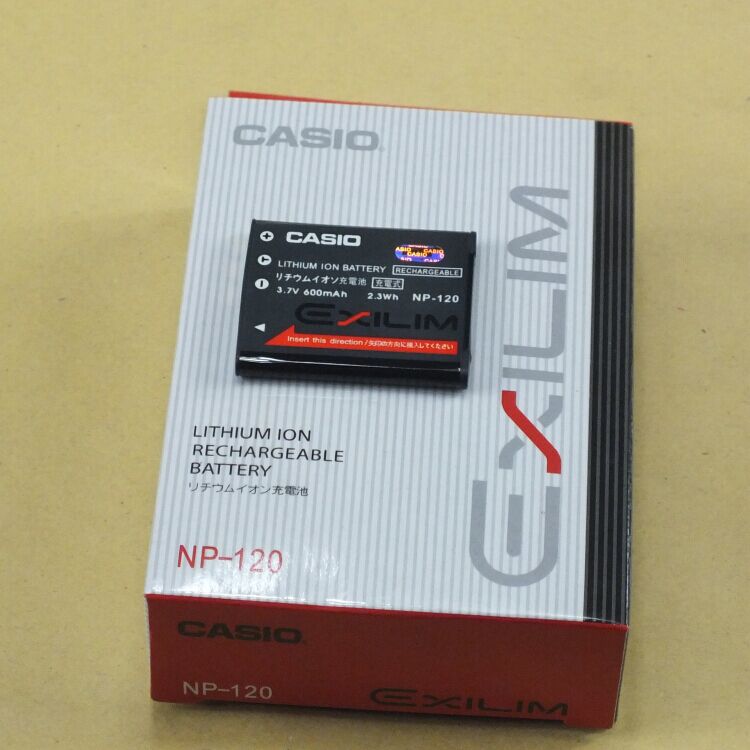 CASIO
CASIO
CASIO
LITHIUM ION BATTERY RECHARGEABLE
リチウムイオン充電池 充電式
3.7V 600mAh 2.3Wh NP-120
EXILIM
Insert this direction/矢印の方向に挿入してください
EXILIM
LITHIUM ION
RECHARGEABLE
BATTERY
リチウムイオン充電池
NP-120
CASIO
NP-120
EXILIM